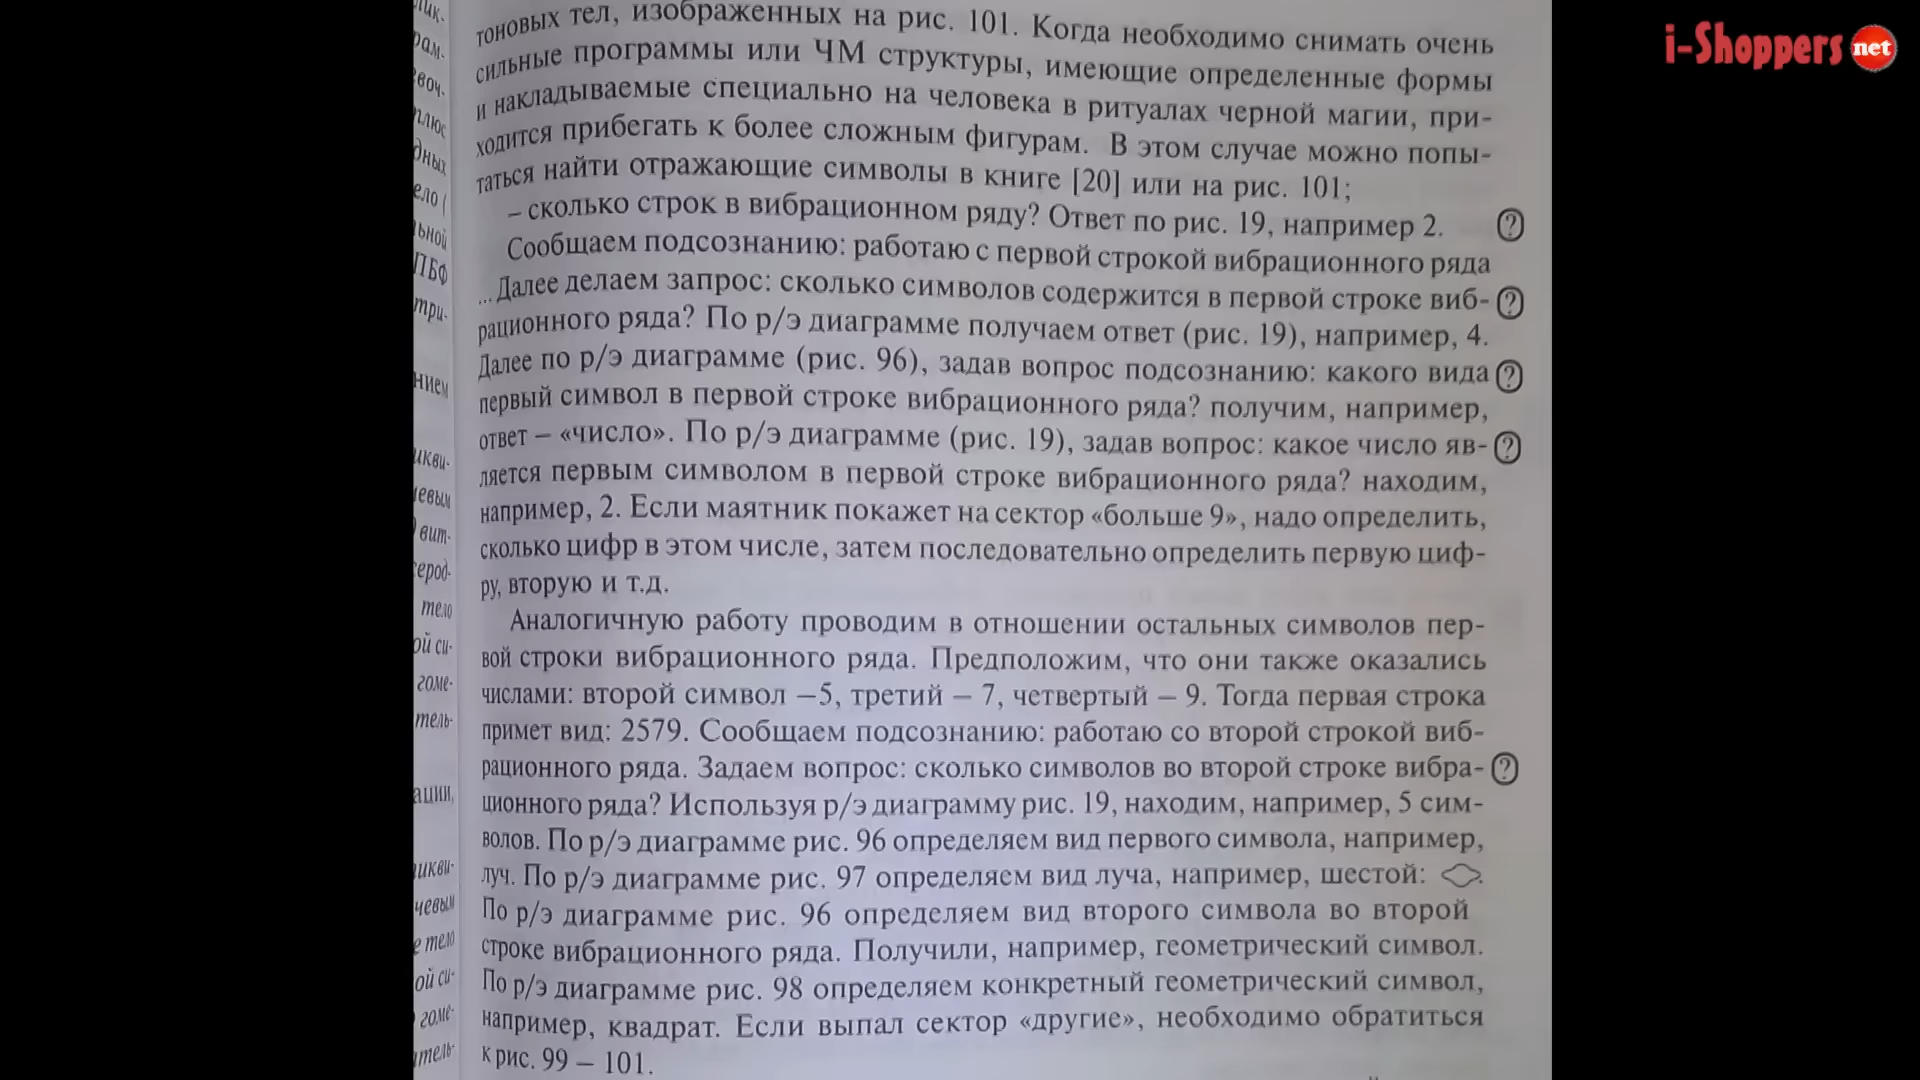 i-Shoppers net
тоновых тел, изображенных на рис. 101. Когда необходимо снимать очень
сильные программы или ЧМ структуры, имеющие определенные формы
и накладываемые специально на человека в ритуалах черной магии, при-
ходится прибегать к более сложным фигурам. В этом случае можно попы-
таться найти отражающие символы в книге [20] или на рис. 101;
– сколько строк в вибрационном ряду? Ответ по рис. 19, например 2. ?
Сообщаем подсознанию: работаю с первой строкой вибрационного ряда
...Далее делаем запрос: сколько символов содержится в первой строке виб- ?
рационного ряда? По р/э диаграмме получаем ответ (рис. 19), например, 4.
Далее по р/э диаграмме (рис. 96), задав вопрос подсознанию: какого вида ?
первый символ в первой строке вибрационного ряда? получим, например,
ответ – «число». По р/э диаграмме (рис. 19), задав вопрос: какое число яв- ?
ляется первым символом в первой строке вибрационного ряда? находим,
например, 2. Если маятник покажет на сектор «больше 9», надо определить,
сколько цифр в этом числе, затем последовательно определить первую циф-
ру, вторую и т.д.
Аналогичную работу проводим в отношении остальных символов пер-
вой строки вибрационного ряда. Предположим, что они также оказались
числами: второй символ –5, третий – 7, четвертый – 9. Тогда первая строка
примет вид: 2579. Сообщаем подсознанию: работаю со второй строкой виб-
рационного ряда. Задаем вопрос: сколько символов во второй строке вибра- ?
ционного ряда? Используя р/э диаграмму рис. 19, находим, например, 5 сим-
волов. По р/э диаграмме рис. 96 определяем вид первого символа, например,
луч. По р/э диаграмме рис. 97 определяем вид луча, например, шестой: .
По р/э диаграмме рис. 96 определяем вид второго символа во второй
строке вибрационного ряда. Получили, например, геометрический символ.
По р/э диаграмме рис. 98 определяем конкретный геометрический символ,
например, квадрат. Если выпал сектор «другие», необходимо обратиться
к рис. 99 – 101.